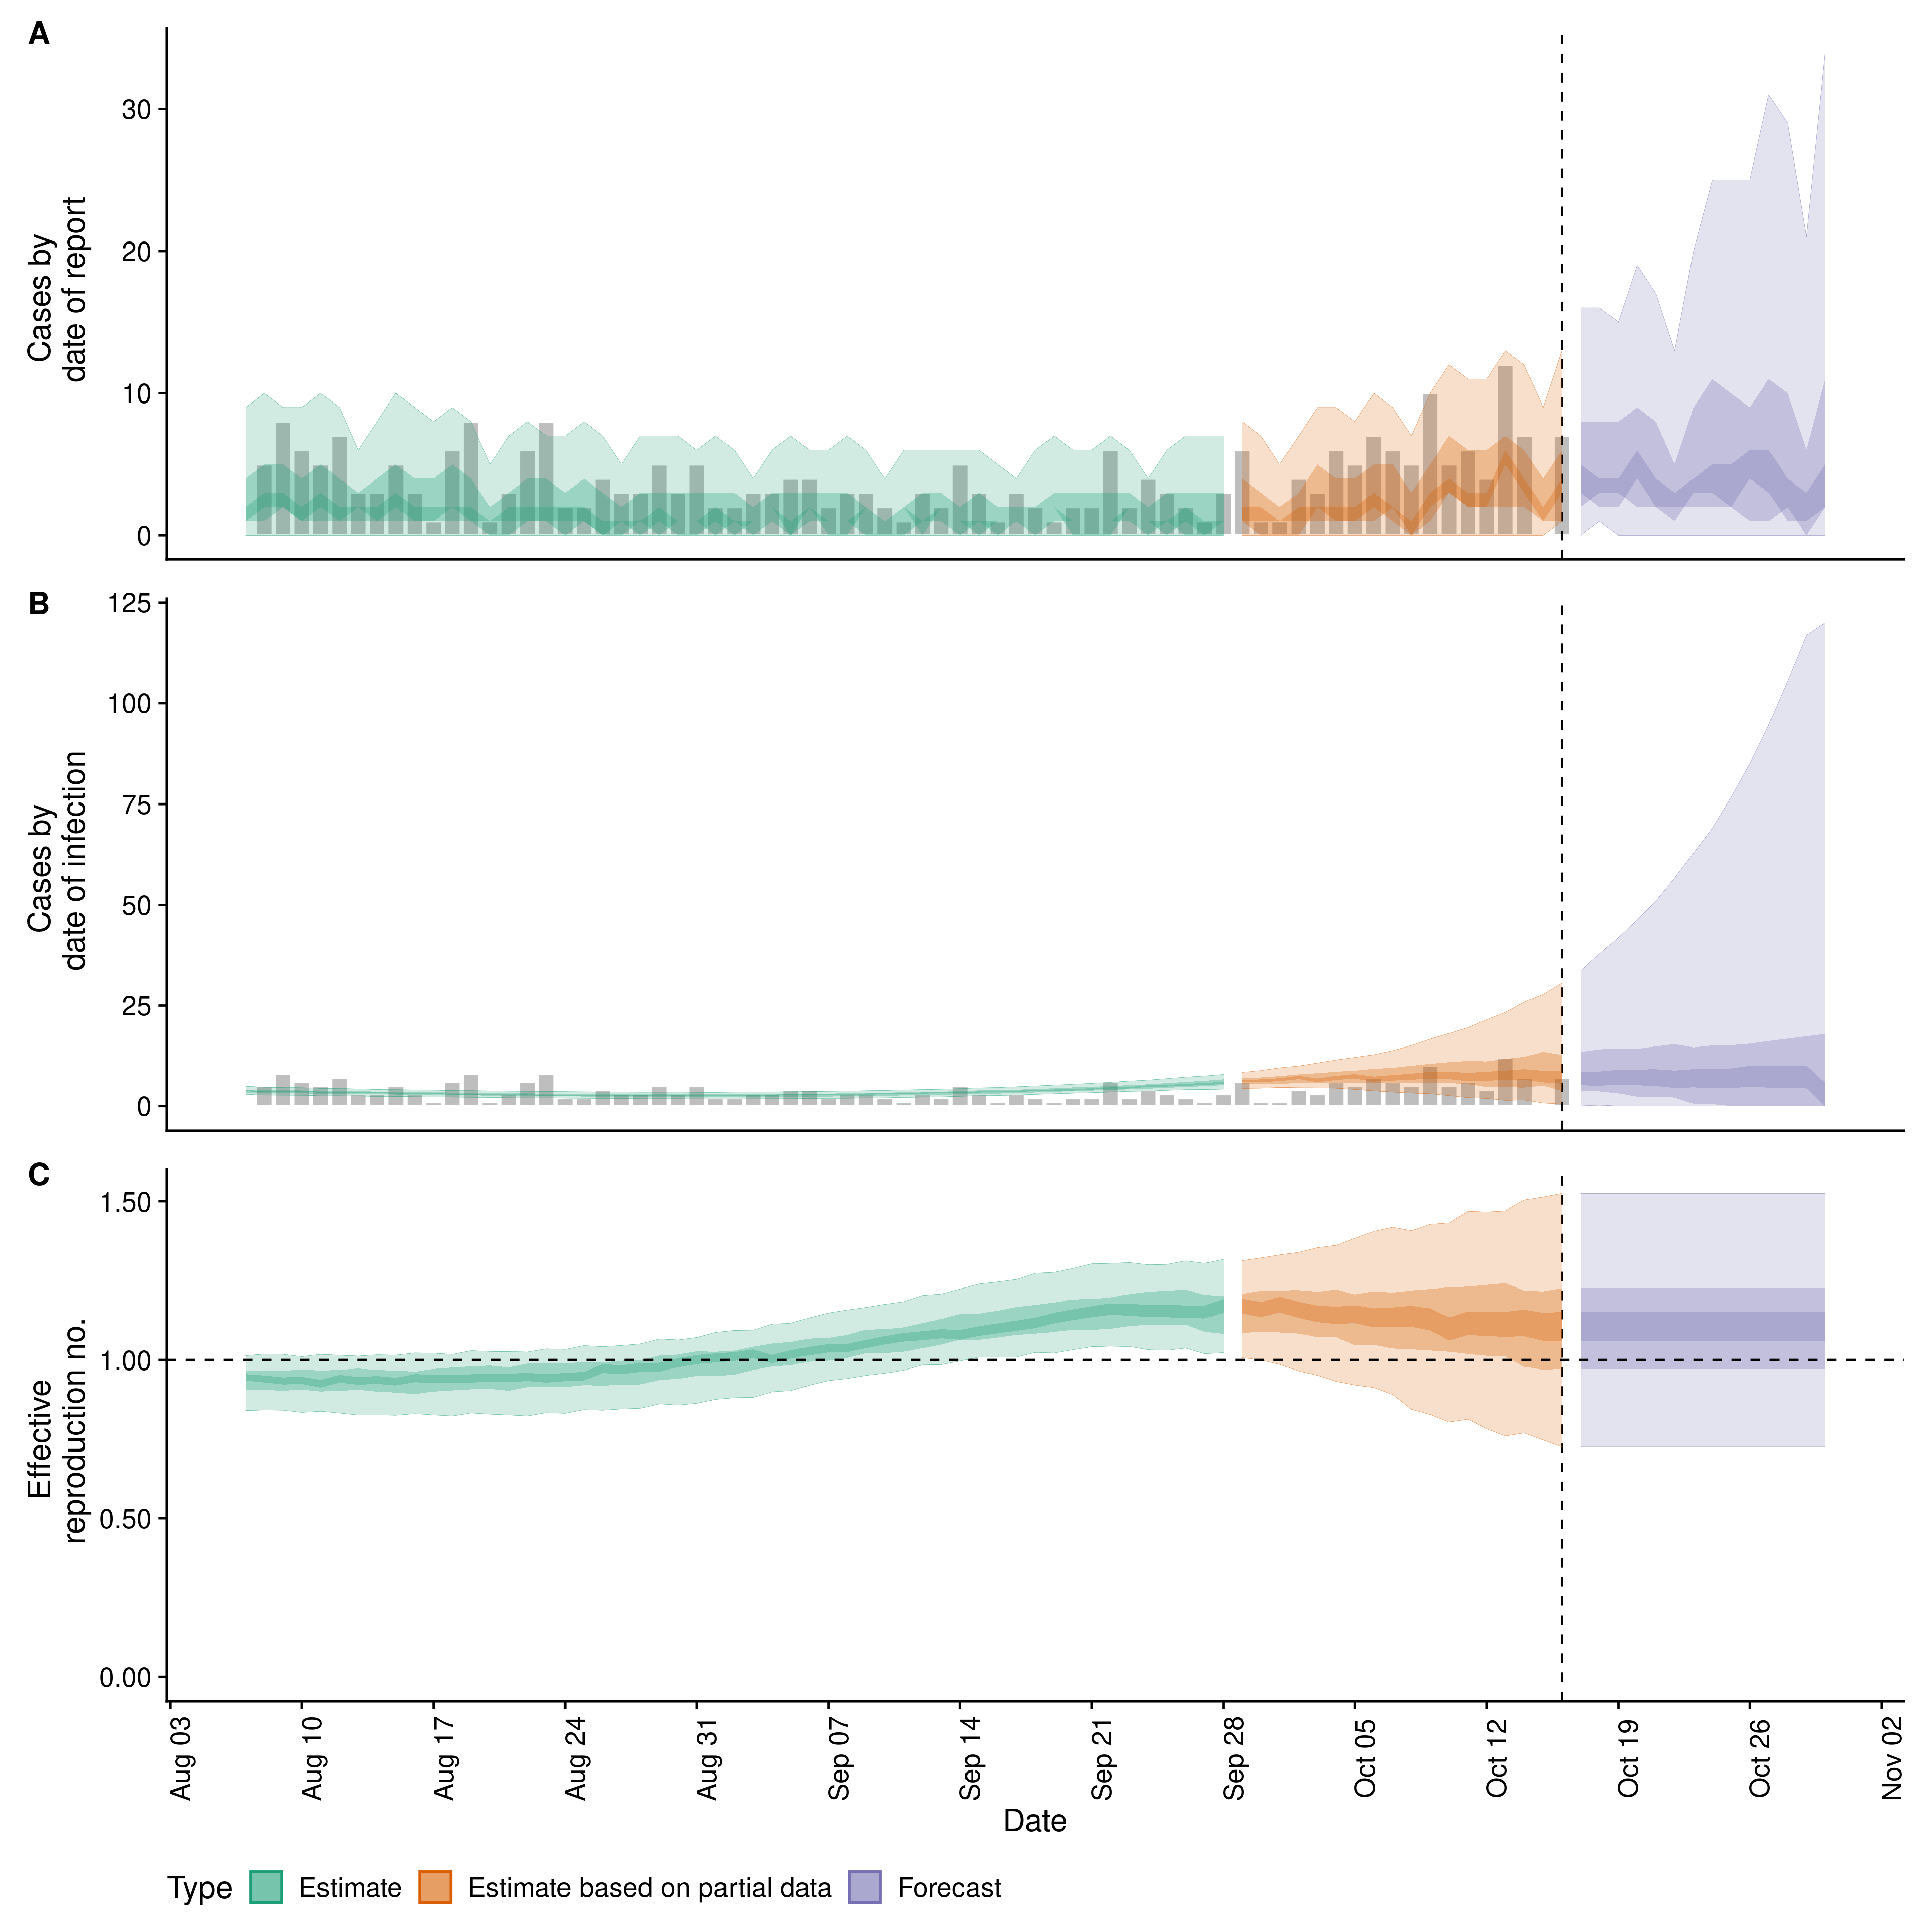 A
Cases by
date of report
30
20
10
0
B
Cases by
date of infection
125
100
75
50
25
0
C
Effective
reproduction no.
1.50
1.00
0.50
0.00
Aug 03
Aug 10
Aug 17
Aug 24
Aug 31
Sep 07
Sep 14
Sep 21
Sep 28
Oct 05
Oct 12
Oct 19
Oct 26
Nov 02
Date
Type Estimate Estimate based on partial data Forecast